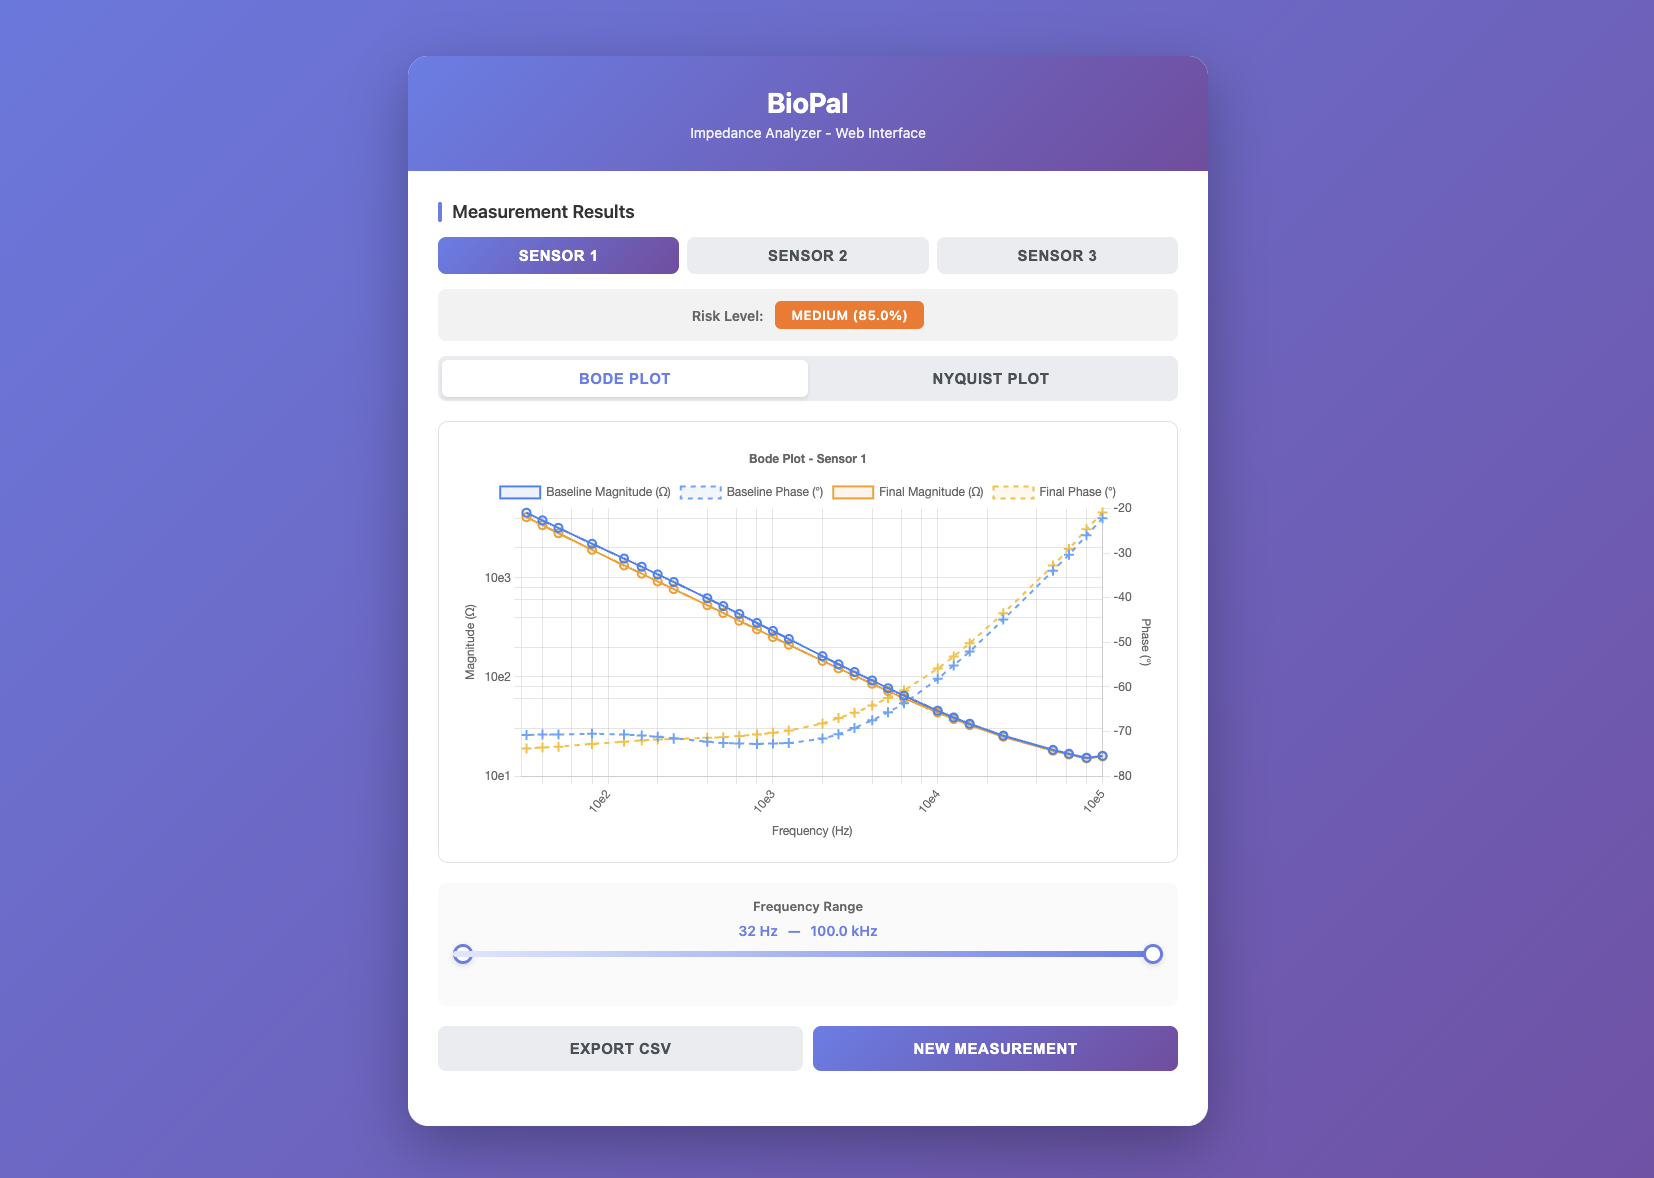 BioPal
Impedance Analyzer - Web Interface
Measurement Results
SENSOR 1 SENSOR 2 SENSOR 3
Risk Level: MEDIUM (85.0%)
BODE PLOT NYQUIST PLOT
Bode Plot - Sensor 1
Baseline Magnitude (Ω) Baseline Phase (°) Final Magnitude (Ω) Final Phase (°)
-20
-30
10e3
-40
Magnitude (Ω)
-50
Phase (°)
10e2
-60
-70
10e1
-80
10e2 10e3 10e4 10e5
Frequency (Hz)
Frequency Range
32 Hz — 100.0 kHz
EXPORT CSV NEW MEASUREMENT